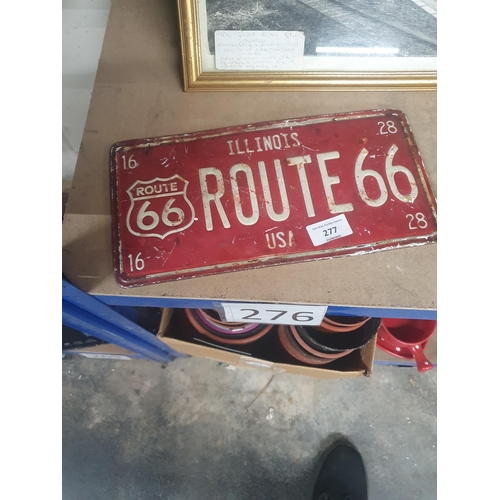 16 ILLINOIS 28
ROUTE
66
ROUTE 66
16 USA 28
277
276